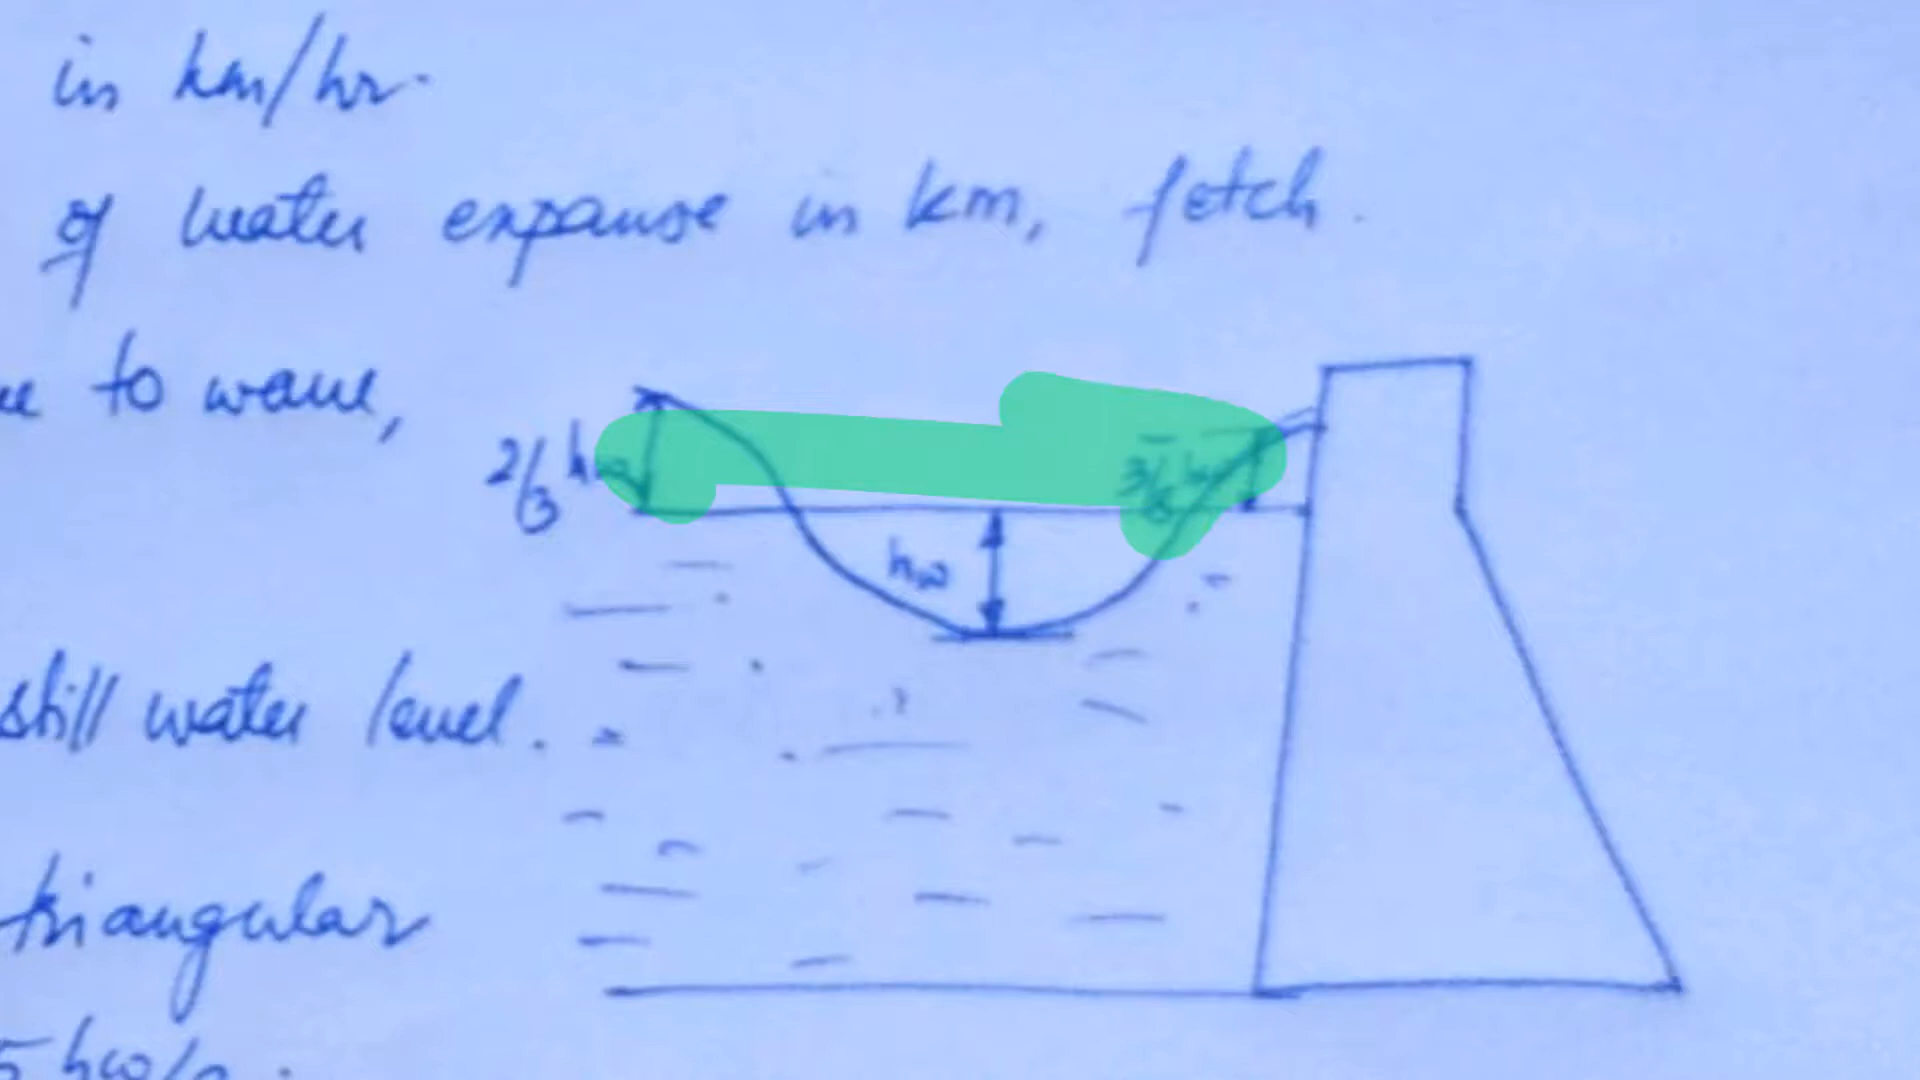 in km/hr.
of water expanse in km, fetch.
to wave,
2/3 hw
3/8 h
hw
still water level.
triangular
5 hw/